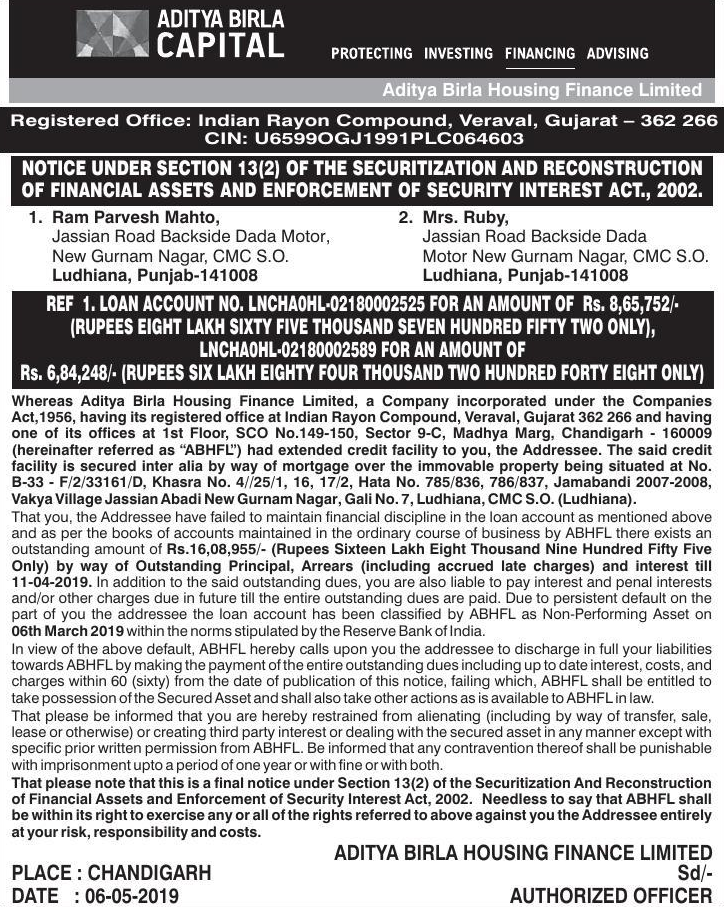 ADITYA BIRLA
CAPITAL
PROTECTING INVESTING FINANCING ADVISING
Aditya Birla Housing Finance Limited
Registered Office: Indian Rayon Compound, Veraval, Gujarat – 362 266
CIN: U6599OGJ1991PLC064603
NOTICE UNDER SECTION 13(2) OF THE SECURITIZATION AND RECONSTRUCTION
OF FINANCIAL ASSETS AND ENFORCEMENT OF SECURITY INTEREST ACT., 2002.
1. Ram Parvesh Mahto,
Jassian Road Backside Dada Motor,
New Gurnam Nagar, CMC S.O.
Ludhiana, Punjab-141008
2. Mrs. Ruby,
Jassian Road Backside Dada
Motor New Gurnam Nagar, CMC S.O.
Ludhiana, Punjab-141008
REF 1. LOAN ACCOUNT NO. LNCHA0HL-02180002525 FOR AN AMOUNT OF Rs. 8,65,752/-
(RUPEES EIGHT LAKH SIXTY FIVE THOUSAND SEVEN HUNDRED FIFTY TWO ONLY),
LNCHA0HL-02180002589 FOR AN AMOUNT OF
Rs. 6,84,248/- (RUPEES SIX LAKH EIGHTY FOUR THOUSAND TWO HUNDRED FORTY EIGHT ONLY)
Whereas Aditya Birla Housing Finance Limited, a Company incorporated under the Companies
Act,1956, having its registered office at Indian Rayon Compound, Veraval, Gujarat 362 266 and having
one of its offices at 1st Floor, SCO No.149-150, Sector 9-C, Madhya Marg, Chandigarh - 160009
(hereinafter referred as “ABHFL”) had extended credit facility to you, the Addressee. The said credit
facility is secured inter alia by way of mortgage over the immovable property being situated at No.
B-33 - F/2/33161/D, Khasra No. 4//25/1, 16, 17/2, Hata No. 785/836, 786/837, Jamabandi 2007-2008,
Vakya Village Jassian Abadi New Gurnam Nagar, Gali No. 7, Ludhiana, CMC S.O. (Ludhiana).
That you, the Addressee have failed to maintain financial discipline in the loan account as mentioned above
and as per the books of accounts maintained in the ordinary course of business by ABHFL there exists an
outstanding amount of Rs.16,08,955/- (Rupees Sixteen Lakh Eight Thousand Nine Hundred Fifty Five
Only) by way of Outstanding Principal, Arrears (including accrued late charges) and interest till
11-04-2019. In addition to the said outstanding dues, you are also liable to pay interest and penal interests
and/or other charges due in future till the entire outstanding dues are paid. Due to persistent default on the
part of you the addressee the loan account has been classified by ABHFL as Non-Performing Asset on
06th March 2019 within the norms stipulated by the Reserve Bank of India.
In view of the above default, ABHFL hereby calls upon you the addressee to discharge in full your liabilities
towards ABHFL by making the payment of the entire outstanding dues including up to date interest, costs, and
charges within 60 (sixty) from the date of publication of this notice, failing which, ABHFL shall be entitled to
take possession of the Secured Asset and shall also take other actions as is available to ABHFL in law.
That please be informed that you are hereby restrained from alienating (including by way of transfer, sale,
lease or otherwise) or creating third party interest or dealing with the secured asset in any manner except with
specific prior written permission from ABHFL. Be informed that any contravention thereof shall be punishable
with imprisonment upto a period of one year or with fine or with both.
That please note that this is a final notice under Section 13(2) of the Securitization And Reconstruction
of Financial Assets and Enforcement of Security Interest Act, 2002. Needless to say that ABHFL shall
be within its right to exercise any or all of the rights referred to above against you the Addressee entirely
at your risk, responsibility and costs.
ADITYA BIRLA HOUSING FINANCE LIMITED
PLACE : CHANDIGARH
Sd/-
DATE : 06-05-2019
AUTHORIZED OFFICER